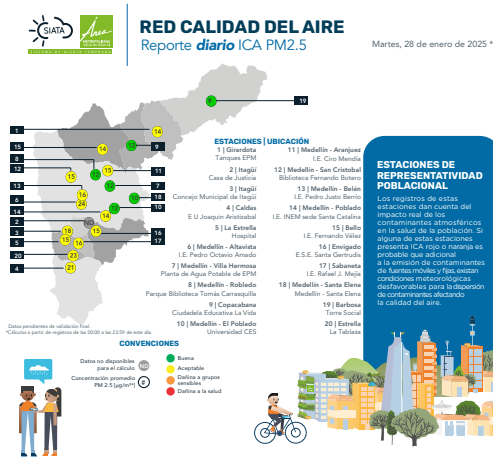 SIATA
Área
METROPOLITANA
Valle de Aburrá
SISTEMA DE ALERTA TEMPRANA
RED CALIDAD DEL AIRE
Reporte diario ICA PM2.5
Martes, 28 de enero de 2025 *
9
19
1
14
15
14
12
9
8
12
15
12
15
11
13
12
7
6
16
10
18
14
24
12
10
2
ND
3
18
15
16
5
15
16
17
20
23
4
21
ESTACIONES | UBICACIÓN
1 | Girardota
Tanques EPM
2 | Itagüí
Casa de Justicia
3 | Itagüí
Concejo Municipal de Itagüí
4 | Caldas
E U Joaquín Aristizabal
5 | La Estrella
Hospital
6 | Medellín - Altavista
I.E. Pedro Octavio Amado
7 | Medellín - Villa Hermosa
Planta de Agua Potable de EPM
8 | Medellín - Robledo
Parque Biblioteca Tomás Carrasquilla
9 | Copacabana
Ciudadela Educativa La Vida
10 | Medellín - El Poblado
Universidad CES
11 | Medellín - Aranjuez
I.E. Ciro Mendía
12 | Medellín - San Cristobal
Biblioteca Fernando Botero
13 | Medellín - Belén
I.E. Pedro Justo Berrio
14 | Medellín - Poblado
I.E. INEM sede Santa Catalina
15 | Bello
I.E. Fernando Vélez
16 | Envigado
E.S.E. Santa Gertrudis
17 | Sabaneta
I.E. Rafael J. Mejía
18 | Medellín - Santa Elena
Medellín - Santa Elena
19 | Barbosa
Torre Social
20 | Estrella
La Tablaza
ESTACIONES DE
REPRESENTATIVIDAD
POBLACIONAL
Los registros de estas
estaciones dan cuenta del
impacto real de los
contaminantes atmosféricos
en la salud de la población. Si
alguna de estas estaciones
presenta ICA rojo o naranja es
probable que adicional
a la emisión de contaminantes
de fuentes móviles y fijas, existan
condiciones meteorológicas
desfavorables para la dispersión
de contaminantes afectando
la calidad del aire.
Datos pendientes de validación final.
*Cálculos a partir de registros de las 00:00 a las 23:59 de este día.
CONVENCIONES
Datos no disponibles
para el cálculo
ND
Concentración promedio
PM 2.5 [µg/m³]
#
Buena
Aceptable
Dañina a grupos
sensibles
Dañina a la salud